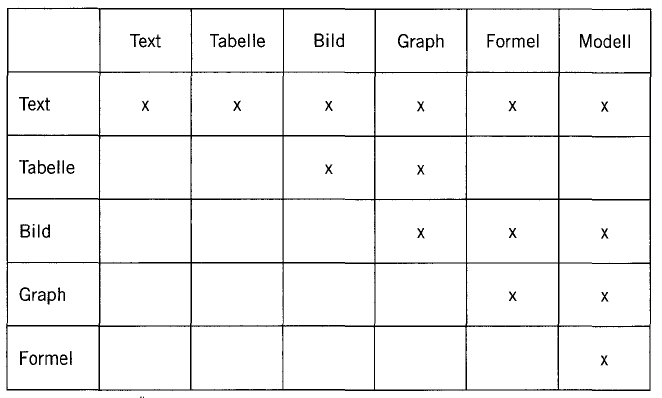 Text Tabelle Bild Graph Formel Modell
Text x x x x x x
Tabelle x x
Bild x x x
Graph x x
Formel x